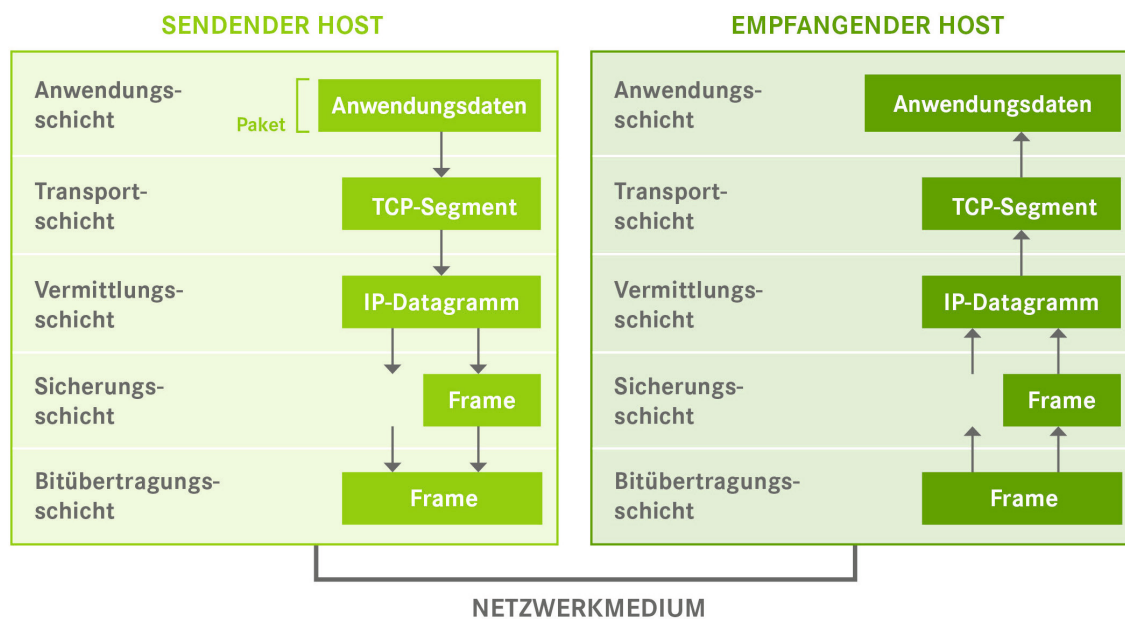 SENDENDER HOST
Anwendungs-
schicht
Paket
Anwendungsdaten
Transport-
schicht
TCP-Segment
Vermittlungs-
schicht
IP-Datagramm
Sicherungs-
schicht
Frame
Bitübertragungs-
schicht
Frame
EMPFANGENDER HOST
Anwendungs-
schicht
Anwendungsdaten
Transport-
schicht
TCP-Segment
Vermittlungs-
schicht
IP-Datagramm
Sicherungs-
schicht
Frame
Bitübertragungs-
schicht
Frame
NETZWERKMEDIUM